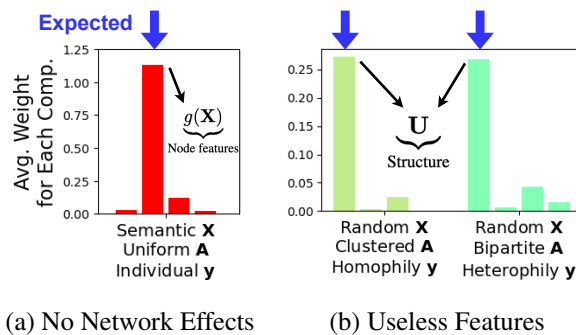 Expected
Avg. Weight
for Each Comp.
1.25
1.00
0.75
0.50
0.25
0.00
g(X)
Node features
Semantic X
Uniform A
Individual y
(a) No Network Effects
0.25
0.20
0.15
0.10
0.05
0.00
U
Structure
Random X
Clustered A
Homophily y
Random X
Bipartite A
Heterophily y
(b) Useless Features